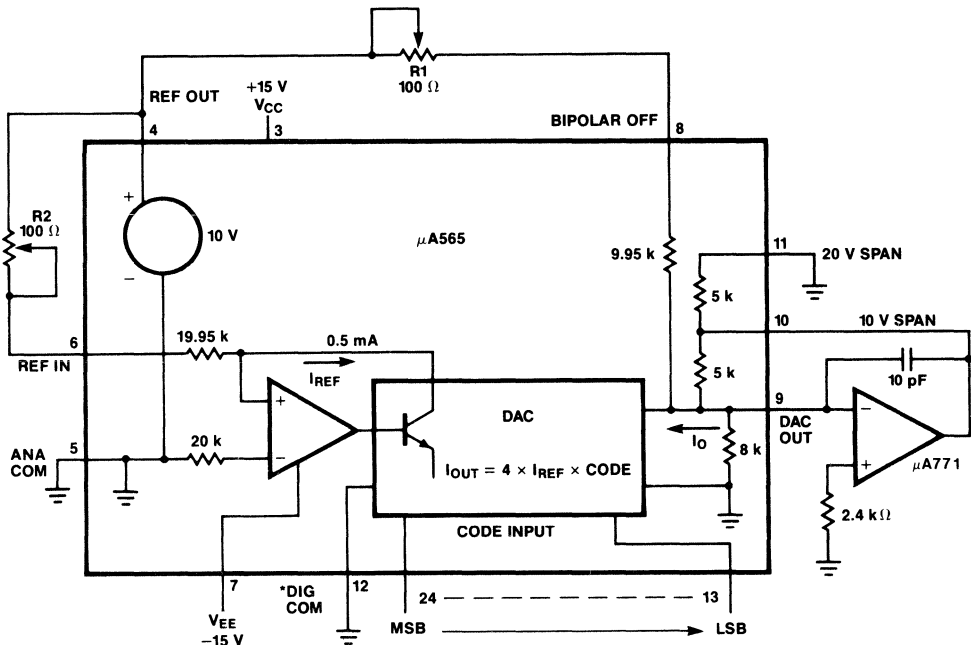 R1
100 Ω
REF OUT
+15 V
VCC
BIPOLAR OFF
4
3
8
R2
100 Ω
+
−
10 V
μA565
9.95 k
11
20 V SPAN
5 k
10
10 V SPAN
5 k
10 pF
6
REF IN
19.95 k
0.5 mA
IREF
+
−
DAC
IO
8 k
9
DAC
OUT
−
+
μA771
ANA
COM
5
20 k
IOUT = 4 × IREF × CODE
2.4 kΩ
CODE INPUT
7
*DIG
COM
12
24
13
VEE
−15 V
MSB
LSB